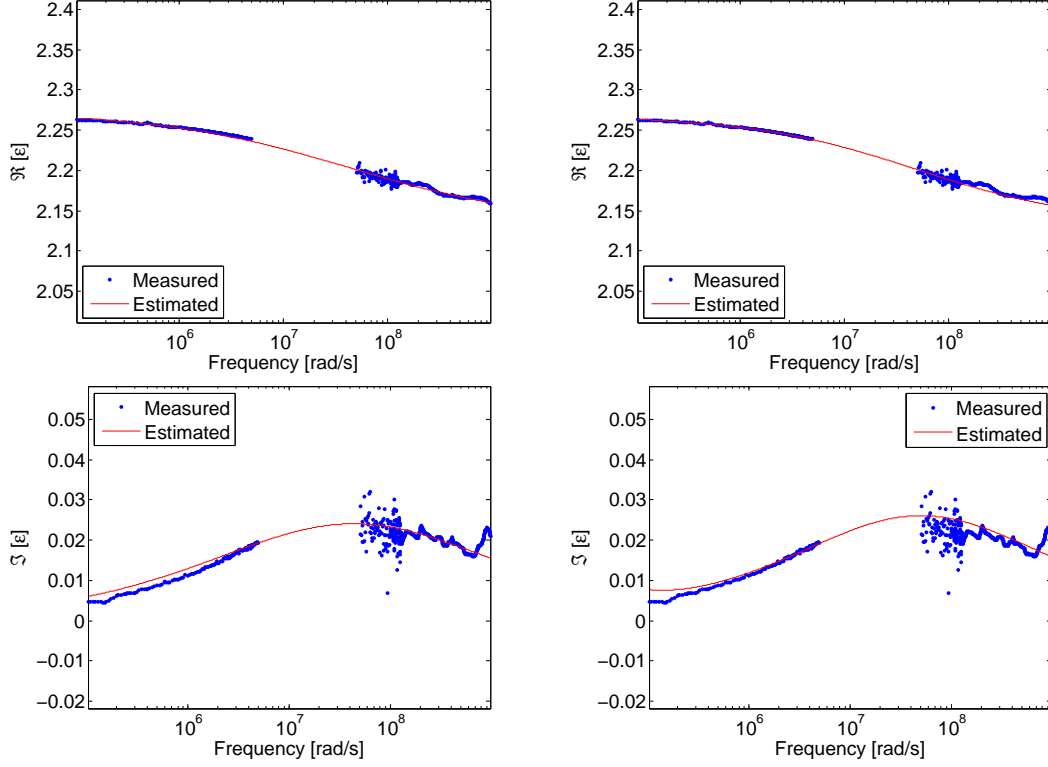 2.4
2.35
2.3
2.25
2.2
2.15
2.1
2.05
ℜ [ε]
Measured
Estimated
10^6 10^7 10^8
Frequency [rad/s]
2.4
2.35
2.3
2.25
2.2
2.15
2.1
2.05
ℜ [ε]
Measured
Estimated
10^6 10^7 10^8
Frequency [rad/s]
0.05
0.04
0.03
0.02
0.01
0
−0.01
−0.02
ℑ [ε]
Measured
Estimated
10^6 10^7 10^8
Frequency [rad/s]
0.05
0.04
0.03
0.02
0.01
0
−0.01
−0.02
ℑ [ε]
Measured
Estimated
10^6 10^7 10^8
Frequency [rad/s]